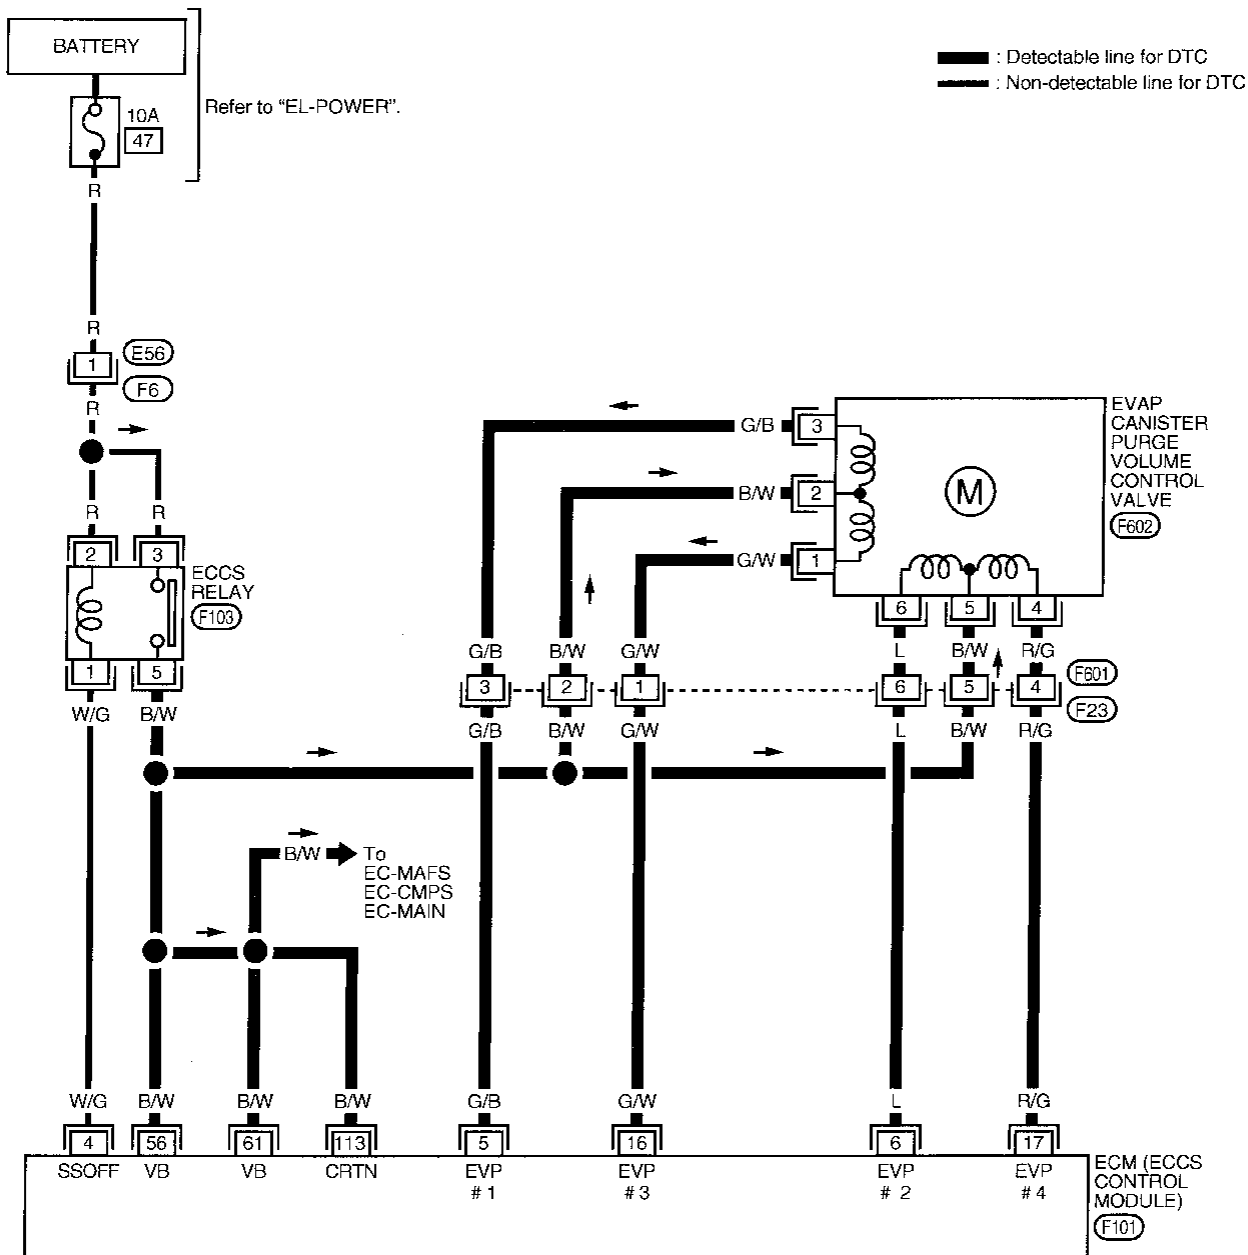 BATTERY
: Detectable line for DTC
: Non-detectable line for DTC
10A
47
Refer to "EL-POWER".
R
R
1
E56
F6
R
R
R
2
3
ECCS
RELAY
F103
1
5
W/G
B/W
G/B
3
B/W
2
G/W
1
M
EVAP
CANISTER
PURGE
VOLUME
CONTROL
VALVE
F602
6
5
4
G/B
B/W
G/W
L
B/W
R/G
3
2
1
6
5
4
F601
F23
G/B
B/W
G/W
L
B/W
R/G
B/W
To
EC-MAFS
EC-CMPS
EC-MAIN
W/G
B/W
B/W
B/W
G/B
G/W
L
R/G
4
56
61
113
5
16
6
17
SSOFF
VB
VB
CRTN
EVP
# 1
EVP
# 3
EVP
# 2
EVP
# 4
ECM (ECCS
CONTROL
MODULE)
F101